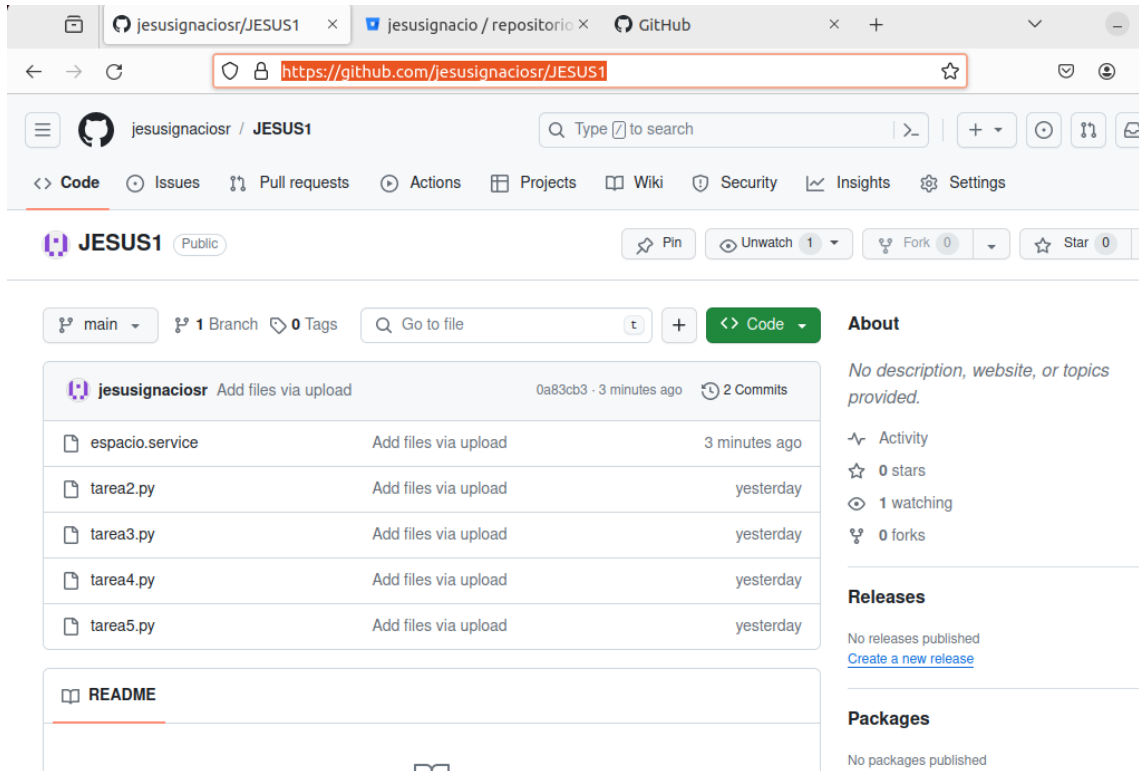 jesusignaciosr/JESUS1
jesusignacio / repositorio
GitHub
https://github.com/jesusignaciosr/JESUS1
jesusignaciosr / JESUS1
Type / to search
Code
Issues
Pull requests
Actions
Projects
Wiki
Security
Insights
Settings
JESUS1 Public
Pin
Unwatch 1
Fork 0
Star 0
main
1 Branch
0 Tags
Go to file
t
Code
jesusignaciosr Add files via upload 0a83cb3 · 3 minutes ago 2 Commits
espacio.service Add files via upload 3 minutes ago
tarea2.py Add files via upload yesterday
tarea3.py Add files via upload yesterday
tarea4.py Add files via upload yesterday
tarea5.py Add files via upload yesterday
README
About
No description, website, or topics
provided.
Activity
0 stars
1 watching
0 forks
Releases
No releases published
Create a new release
Packages
No packages published